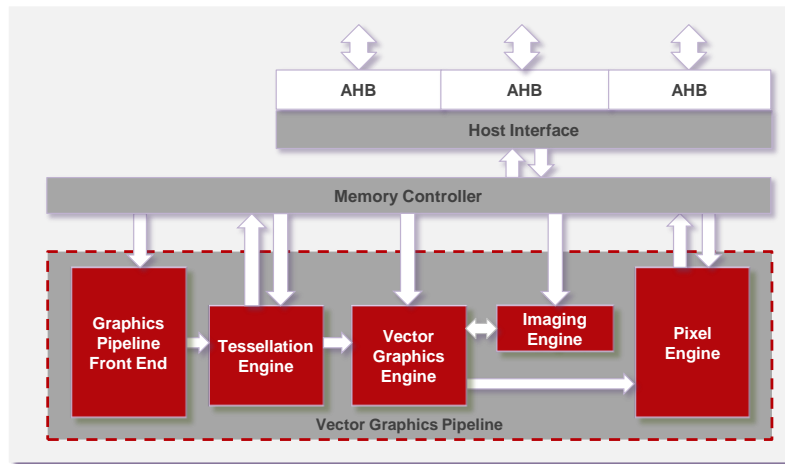 AHB
AHB
AHB
Host Interface
Memory Controller
Graphics
Pipeline
Front End
Tessellation
Engine
Vector
Graphics
Engine
Imaging
Engine
Pixel
Engine
Vector Graphics Pipeline